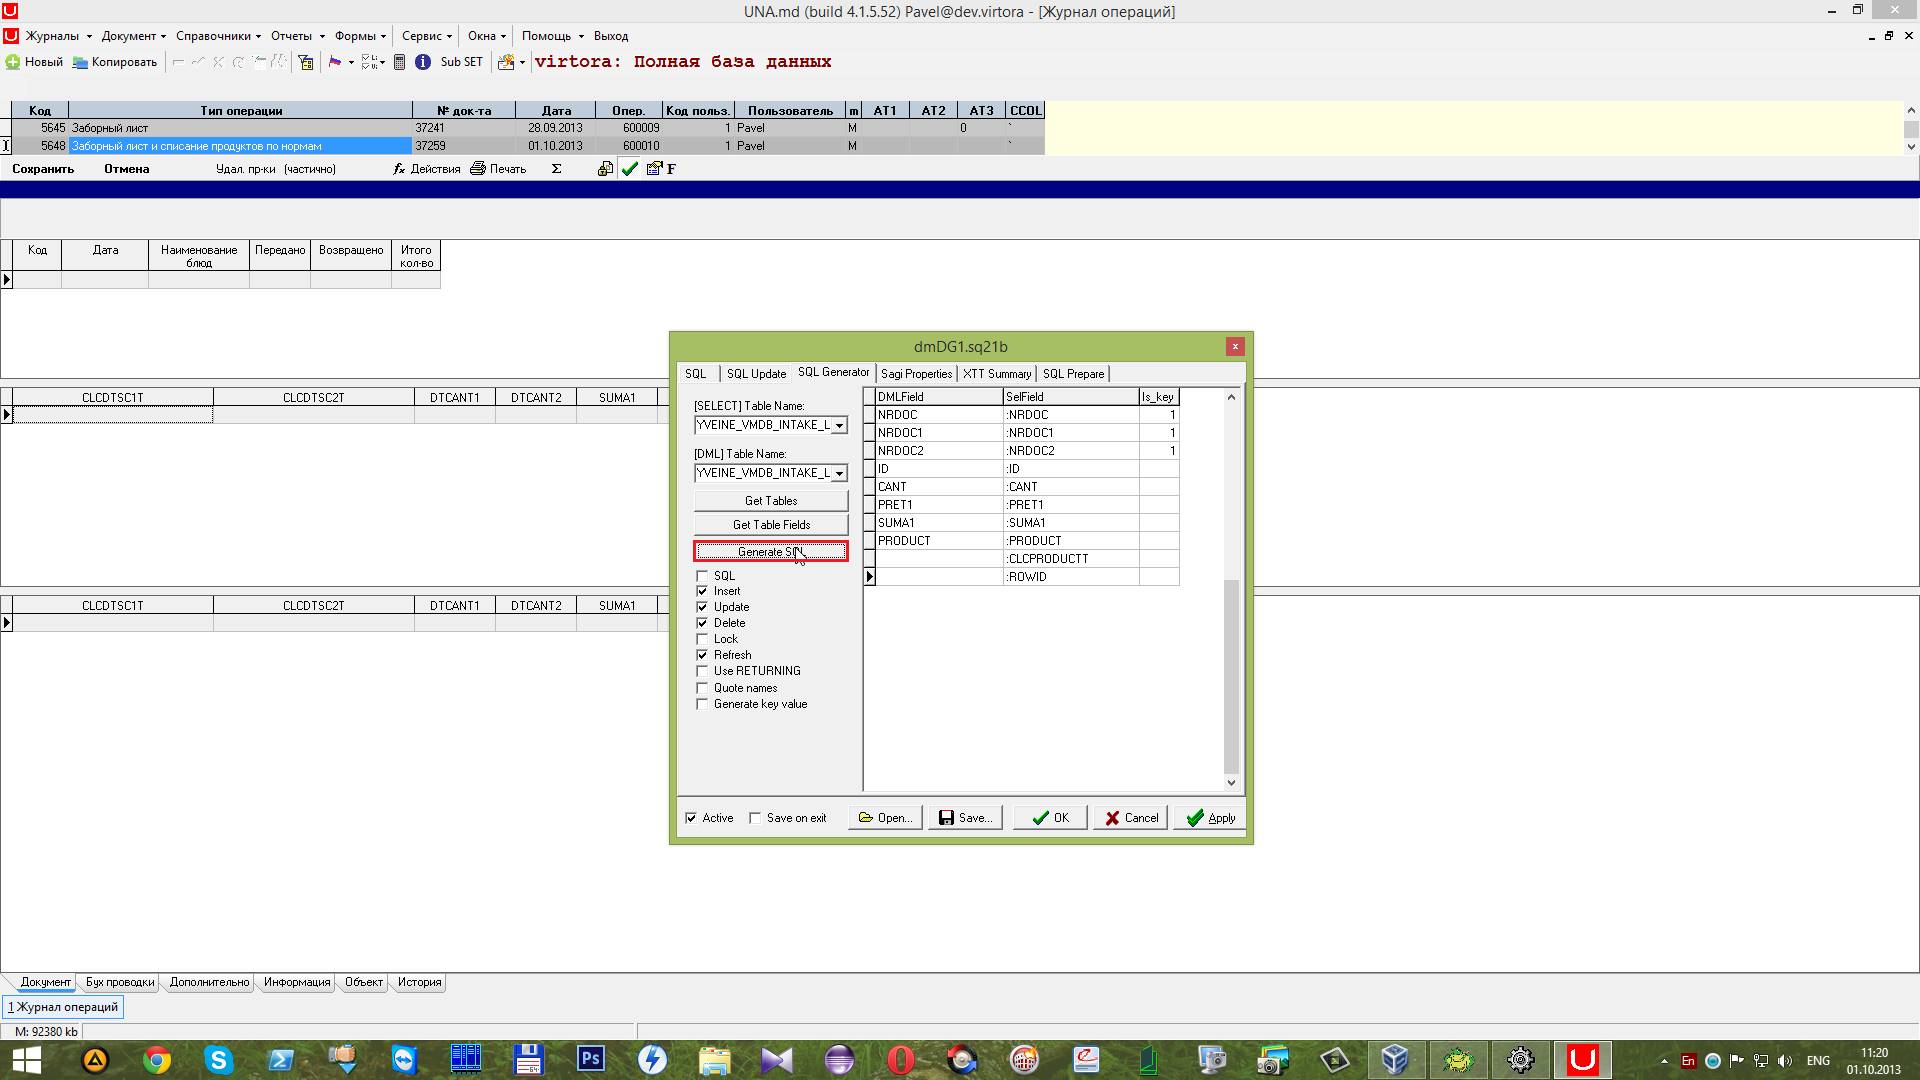 UNA.md (build 4.1.5.52) Pavel@dev.virtora - [Журнал операций]
Журналы Документ Справочники Отчеты Формы Сервис Окна Помощь Выход
Новый Копировать Sub SET virtora: Полная база данных
Код Тип операции № док-та Дата Опер. Код польз. Пользователь m AT1 AT2 AT3 CCOL
5645 Заборный лист 37241 28.09.2013 600009 1 Pavel M 0 `
5648 Заборный лист и списание продуктов по нормам 37259 01.10.2013 600010 1 Pavel M `
Сохранить Отмена Удал. пр-ки (частично) fx Действия Печать Σ F
Код Дата Наименование блюд Передано Возвращено Итого кол-во
CLCDTSC1T CLCDTSC2T DTCANT1 DTCANT2 SUMA1
CLCDTSC1T CLCDTSC2T DTCANT1 DTCANT2 SUMA1
dmDG1.sq21b
SQL SQL Update SQL Generator Sagi Properties XTT Summary SQL Prepare
[SELECT] Table Name:
YVEINE_VMDB_INTAKE_L
[DML] Table Name:
YVEINE_VMDB_INTAKE_L
Get Tables
Get Table Fields
Generate SQL
SQL
Insert
Update
Delete
Lock
Refresh
Use RETURNING
Quote names
Generate key value
DMLField SelField Is_key
NRDOC :NRDOC 1
NRDOC1 :NRDOC1 1
NRDOC2 :NRDOC2 1
ID :ID
CANT :CANT
PRET1 :PRET1
SUMA1 :SUMA1
PRODUCT :PRODUCT
:CLCPRODUCTT
:ROWID
Active Save on exit Open... Save... OK Cancel Apply
Документ Бух проводки Дополнительно Информация Объект История
1 Журнал операций
M: 92380 kb
Ps
En ENG
11:20
01.10.2013